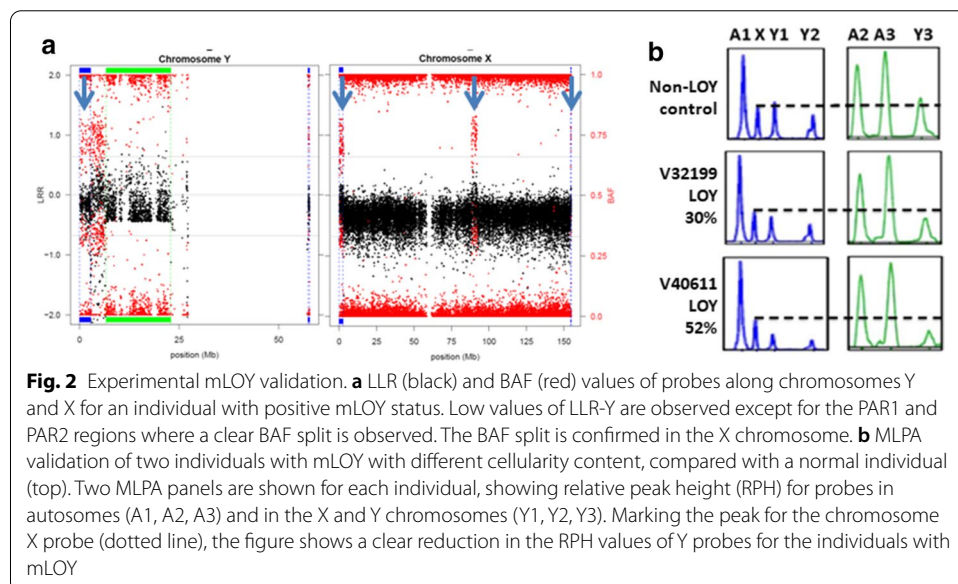 a
b
Chromosome Y
Chromosome X
A1 X Y1 Y2
A2 A3 Y3
2.0
1.0
0.0
-1.0
-2.0
LRR
0 25 50
position (Mb)
1.0
0.75
0.5
0.25
0.0
BAF
0 25 50 75 100 125 150
position (Mb)
Non-LOY
control
V32199
LOY
30%
V40611
LOY
52%
Fig. 2 Experimental mLOY validation. a LLR (black) and BAF (red) values of probes along chromosomes Y
and X for an individual with positive mLOY status. Low values of LLR-Y are observed except for the PAR1 and
PAR2 regions where a clear BAF split is observed. The BAF split is confirmed in the X chromosome. b MLPA
validation of two individuals with mLOY with different cellularity content, compared with a normal individual
(top). Two MLPA panels are shown for each individual, showing relative peak height (RPH) for probes in
autosomes (A1, A2, A3) and in the X and Y chromosomes (Y1, Y2, Y3). Marking the peak for the chromosome
X probe (dotted line), the figure shows a clear reduction in the RPH values of Y probes for the individuals with
mLOY